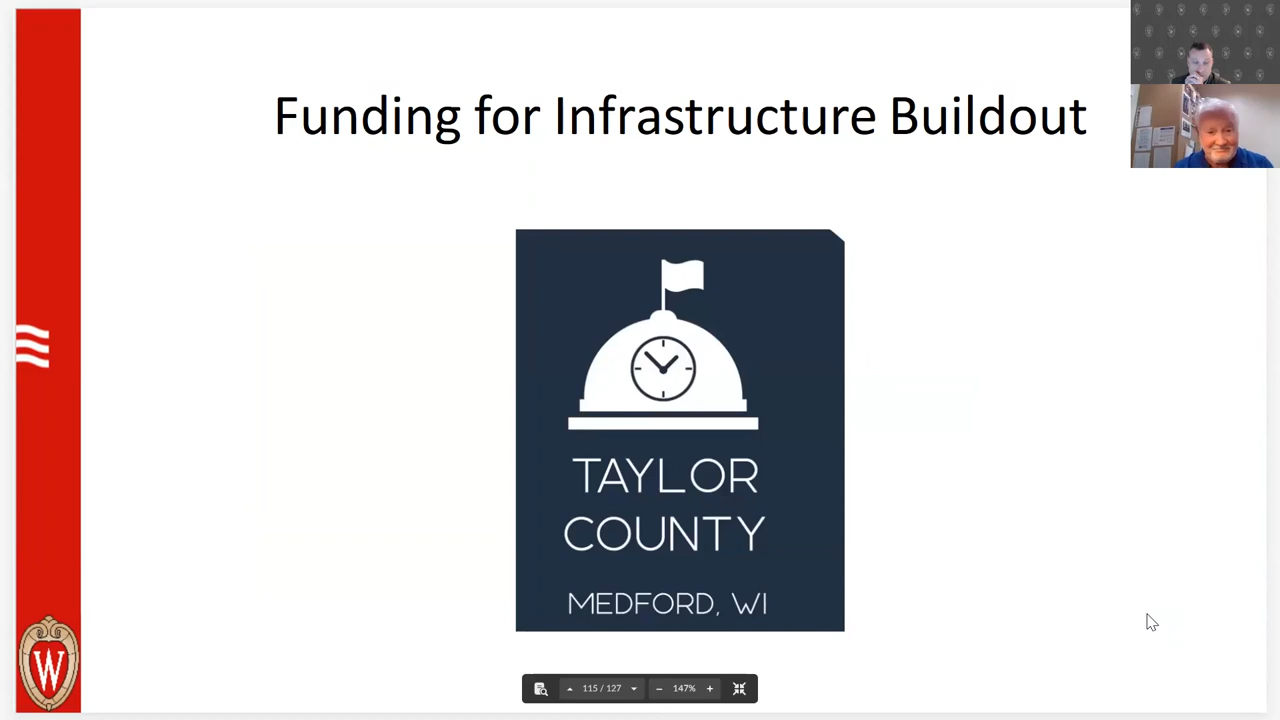 Funding for Infrastructure Buildout
TAYLOR
COUNTY
MEDFORD, WI
W
115 / 127
147%